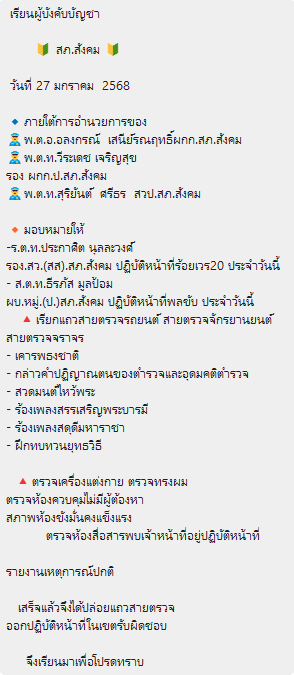 เรียนผู้บังคับบัญชา
🔰 สภ.สังคม 🔰
วันที่ 27 มกราคม 2568
🔹ภายใต้การอำนวยการของ
👮พ.ต.อ.อลงกรณ์ เสนีย์รณฤทธิ์ผกก.สภ.สังคม
👮พ.ต.ท.วีระเดช เจริญสุข
รอง ผกก.ป.สภ.สังคม
👮พ.ต.ท.สุริยันต์ ศรีธร สวป.สภ.สังคม
🔸มอบหมายให้
-ร.ต.ท.ประกาศิต นุลละวงศ์
รอง.สว.(สส).สภ.สังคม ปฏิบัติหน้าที่ร้อยเวร20 ประจำวันนี้
- ส.ต.ท.ธีรภัส มูลป้อม
ผบ.หมู่.(ป.)สภ.สังคม ปฏิบัติหน้าที่พลขับ ประจำวันนี้
🔺เรียกแถวสายตรวจรถยนต์ สายตรวจจักรยานยนต์
สายตรวจจราจร
- เคารพธงชาติ
- กล่าวคำปฏิญาณตนของตำรวจและอุดมคติตำรวจ
- สวดมนต์ไหว้พระ
- ร้องเพลงสรรเสริญพระบารมี
- ร้องเพลงสดุดีมหาราชา
- ฝึกทบทวนยุทธวิธี
🔺ตรวจเครื่องแต่งกาย ตรวจทรงผม
ตรวจห้องควบคุมไม่มีผู้ต้องหา
สภาพห้องขังมั่นคงแข็งแรง
ตรวจห้องสื่อสารพบเจ้าหน้าที่อยู่ปฏิบัติหน้าที่
รายงานเหตุการณ์ปกติ
เสร็จแล้วจึงได้ปล่อยแถวสายตรวจ
ออกปฏิบัติหน้าที่ในเขตรับผิดชอบ
จึงเรียนมาเพื่อโปรดทราบ